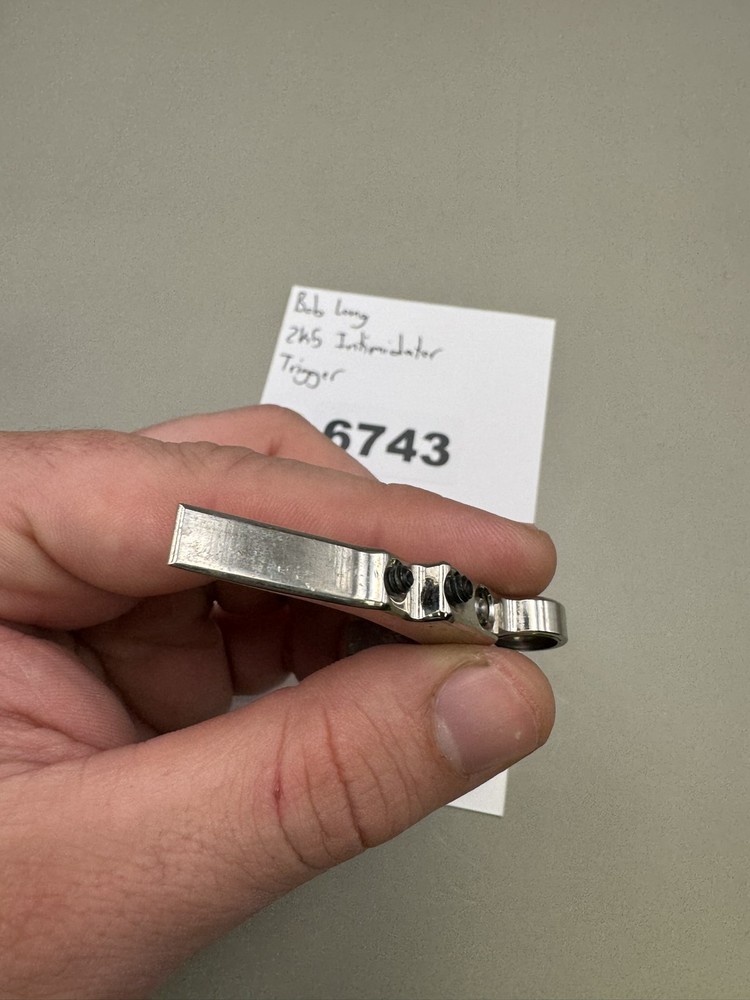 Bob Long
2k5 Intimidator
Trigger
6743